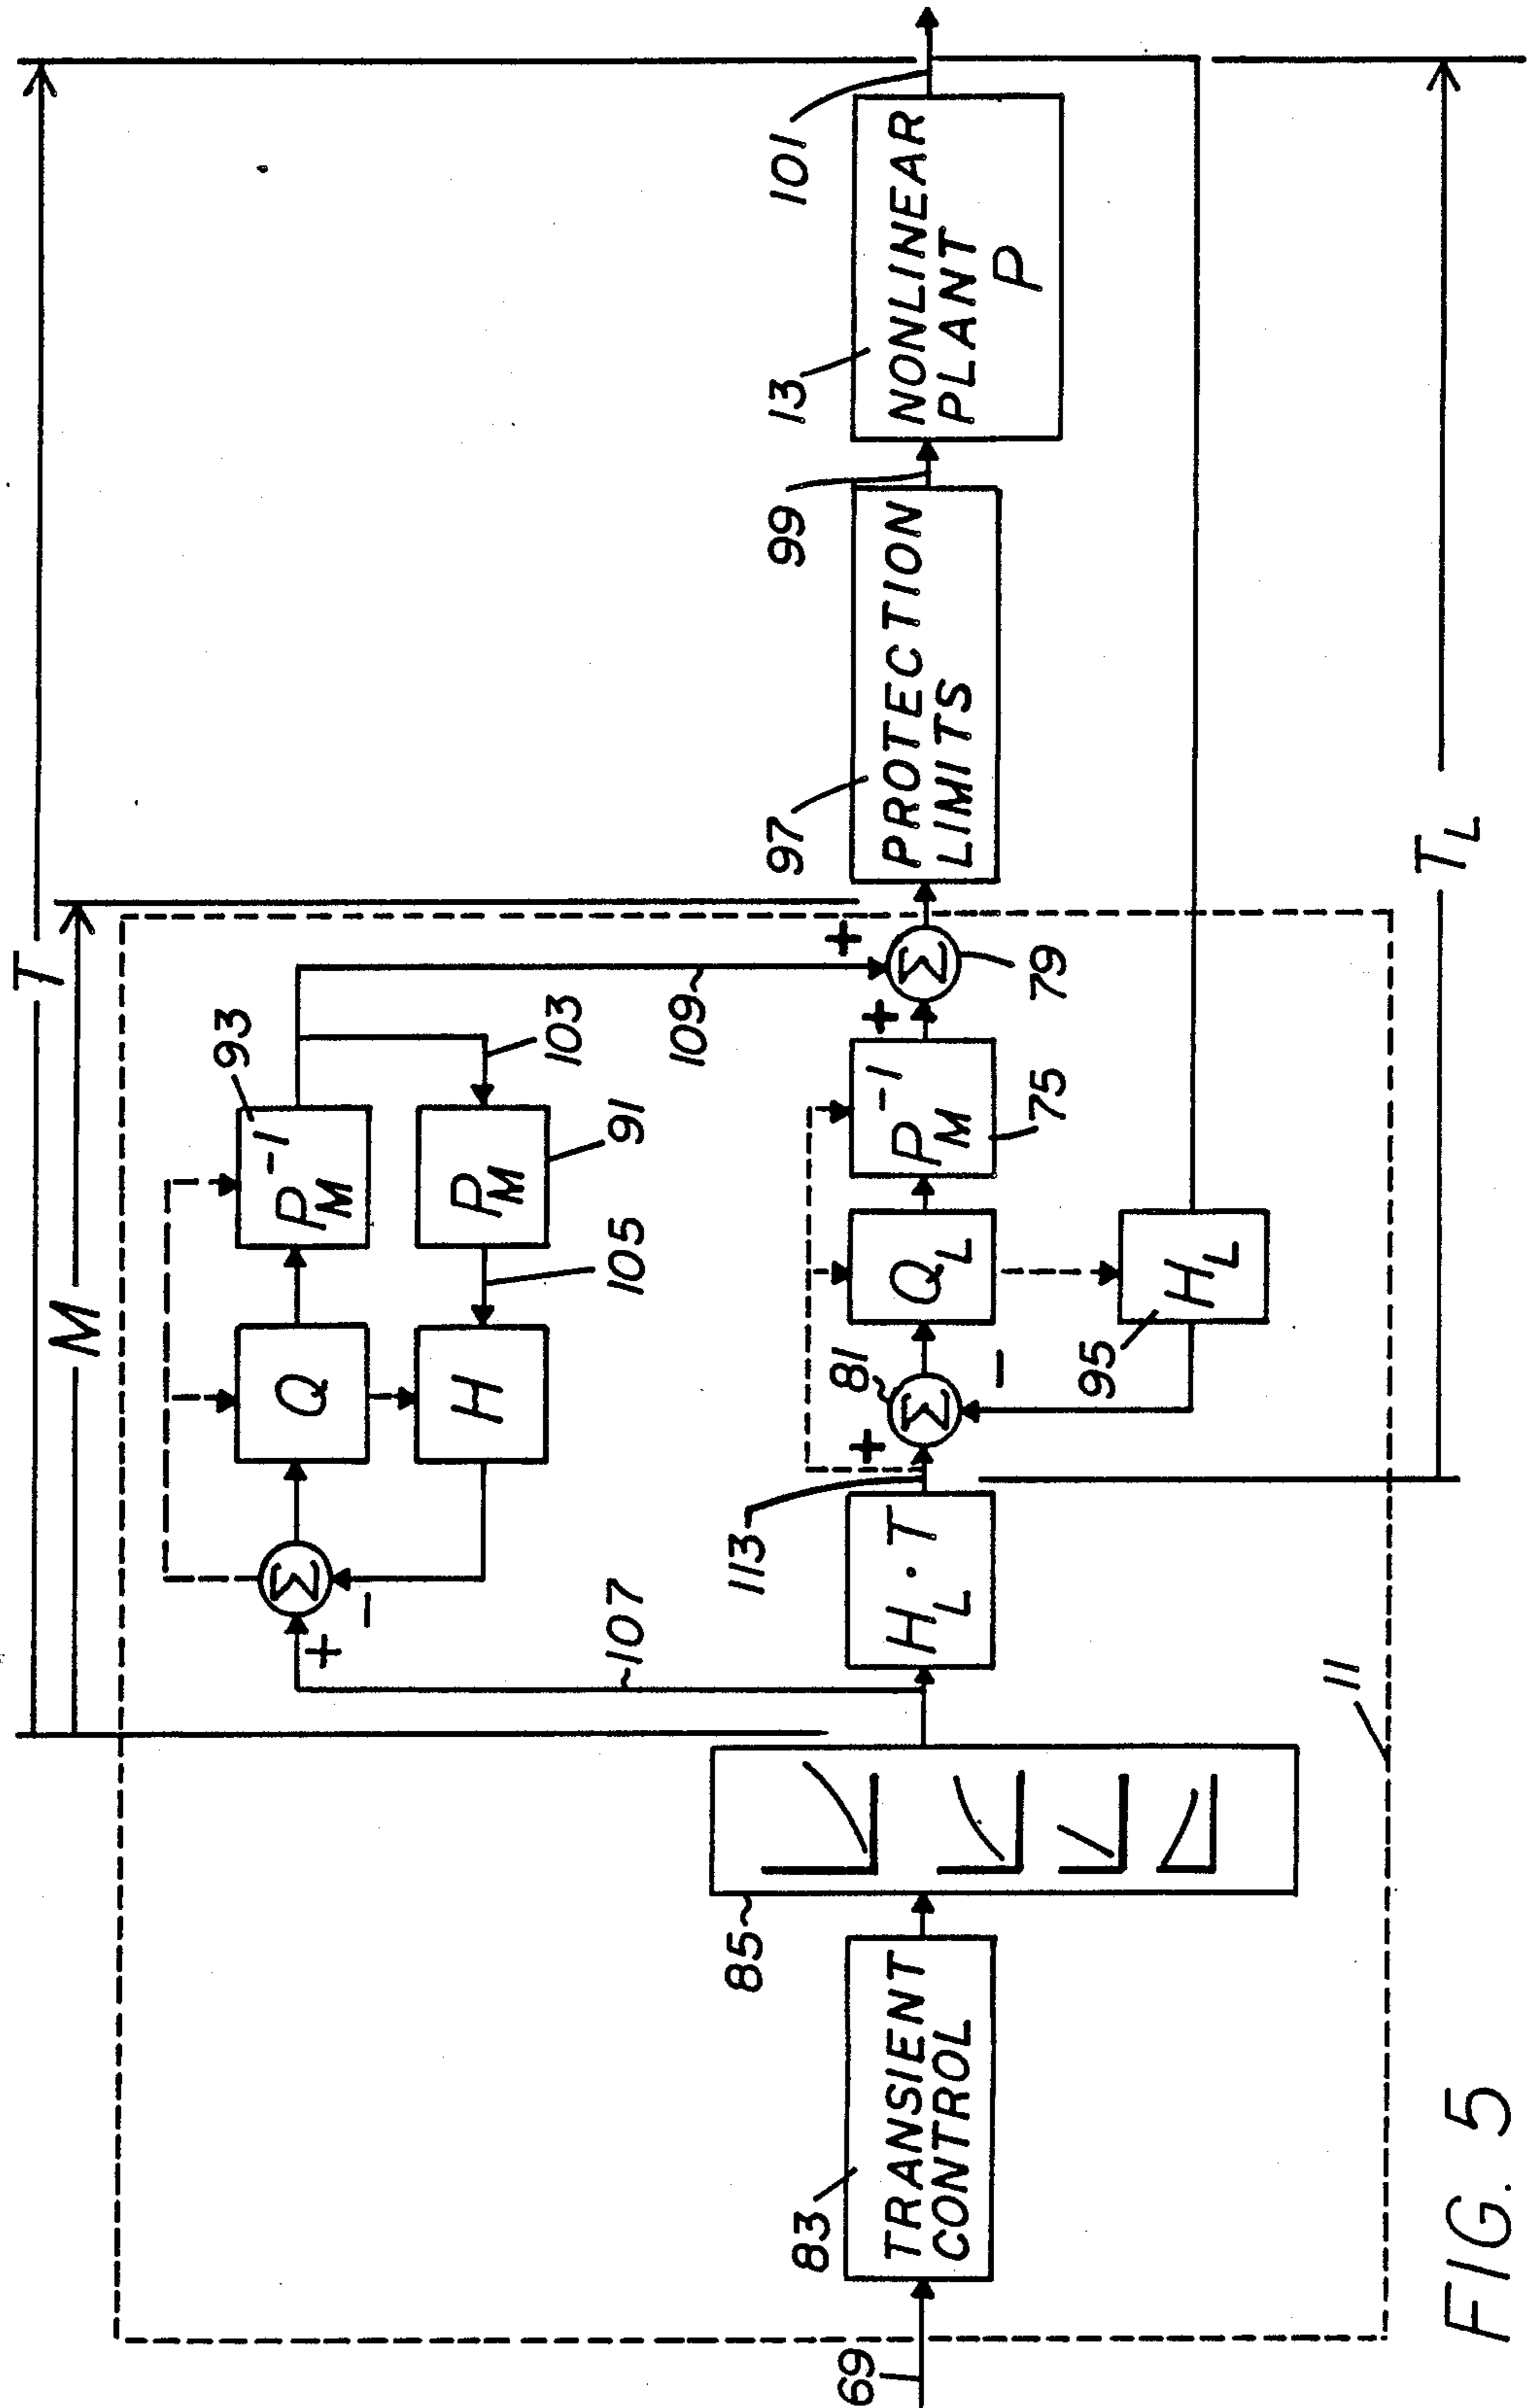 T
M
Σ
+
−
Q
P_M^-1
93
H
P_M
91
103
105
107
109
69
83
TRANSIENT
CONTROL
85
H_L · T
113
+
Σ
−
81
Q_L
P_M^-1
75
+
+
Σ
79
H_L
95
97
PROTECTION
LIMITS
99
13
NONLINEAR
PLANT
P
101
11
T_L
FIG. 5